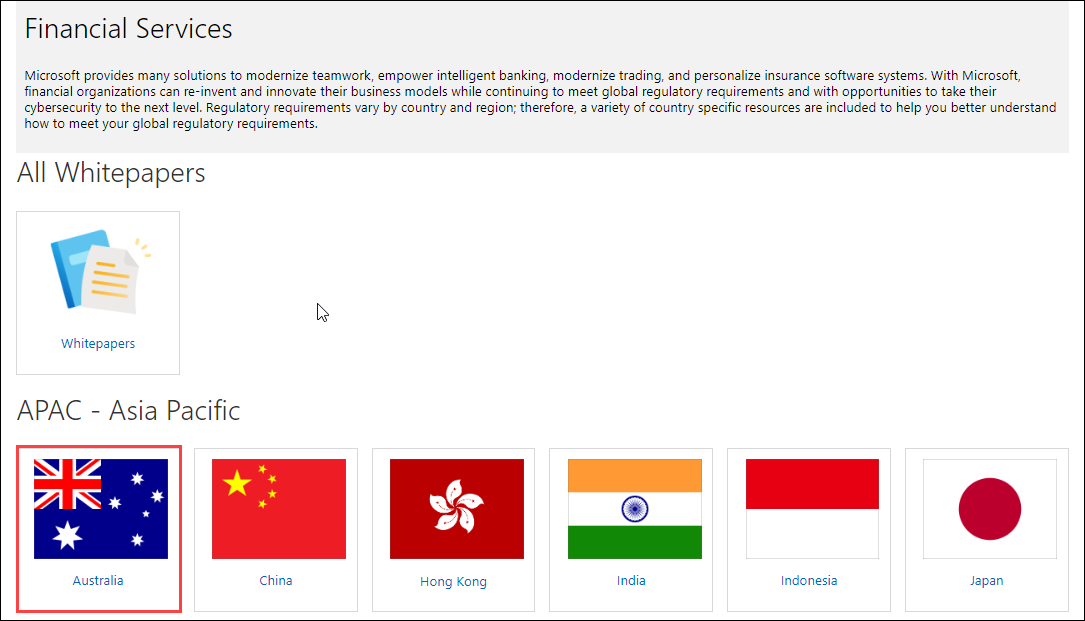 Financial Services
Microsoft provides many solutions to modernize teamwork, empower intelligent banking, modernize trading, and personalize insurance software systems. With Microsoft,
financial organizations can re-invent and innovate their business models while continuing to meet global regulatory requirements and with opportunities to take their
cybersecurity to the next level. Regulatory requirements vary by country and region; therefore, a variety of country specific resources are included to help you better understand
how to meet your global regulatory requirements.
All Whitepapers
Whitepapers
APAC - Asia Pacific
Australia
China
Hong Kong
India
Indonesia
Japan